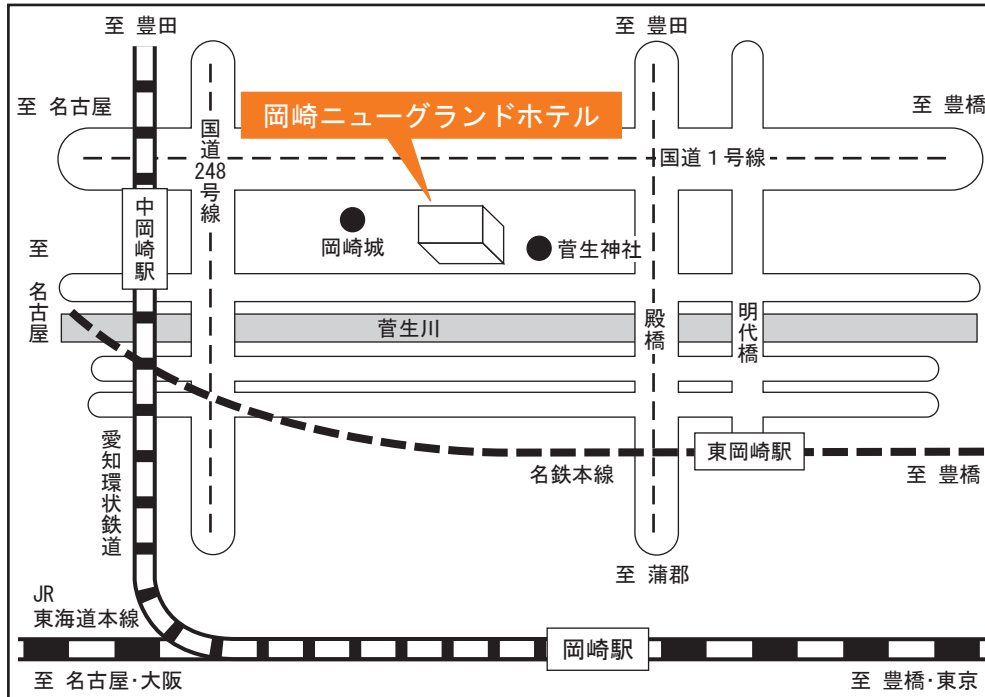 至 豊田
至 豊田
至 名古屋
岡崎ニューグランドホテル
至 豊橋
国道248号線
国道1号線
中岡崎駅
岡崎城
菅生神社
至 名古屋
菅生川
殿橋
明代橋
愛知環状鉄道
名鉄本線
東岡崎駅
至 豊橋
至 蒲郡
JR
東海道本線
岡崎駅
至 名古屋・大阪
至 豊橋・東京